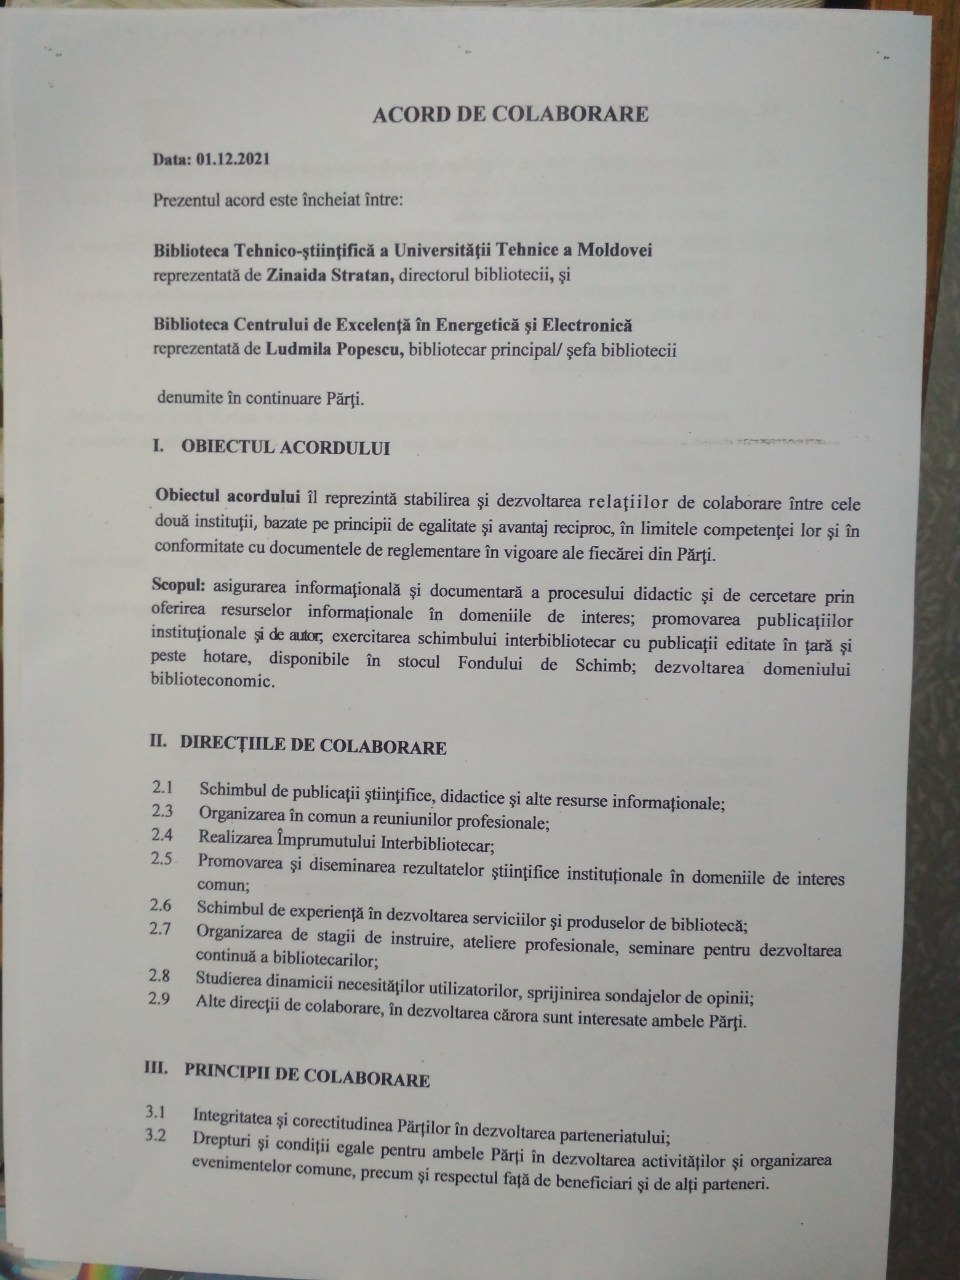 ACORD DE COLABORARE
Data: 01.12.2021
Prezentul acord este încheiat între:
Biblioteca Tehnico-ştiinţifică a Universităţii Tehnice a Moldovei
reprezentată de Zinaida Stratan, directorul bibliotecii, şi
Biblioteca Centrului de Excelenţă în Energetică şi Electronică
reprezentată de Ludmila Popescu, bibliotecar principal/ şefa bibliotecii
denumite în continuare Părţi.
I. OBIECTUL ACORDULUI
Obiectul acordului îl reprezintă stabilirea şi dezvoltarea relaţiilor de colaborare între cele
două instituţii, bazate pe principii de egalitate şi avantaj reciproc, în limitele competenţei lor şi în
conformitate cu documentele de reglementare în vigoare ale fiecărei din Părţi.
Scopul: asigurarea informaţională şi documentară a procesului didactic şi de cercetare prin
oferirea resurselor informaţionale în domeniile de interes; promovarea publicaţiilor
instituţionale şi de autor; exercitarea schimbului interbibliotecar cu publicaţii editate în ţară şi
peste hotare, disponibile în stocul Fondului de Schimb; dezvoltarea domeniului
biblioteconomic.
II. DIRECŢIILE DE COLABORARE
2.1 Schimbul de publicaţii ştiinţifice, didactice şi alte resurse informaţionale;
2.3 Organizarea în comun a reuniunilor profesionale;
2.4 Realizarea Împrumutului Interbibliotecar;
2.5 Promovarea şi diseminarea rezultatelor ştiinţifice instituţionale în domeniile de interes
comun;
2.6 Schimbul de experienţă în dezvoltarea serviciilor şi produselor de bibliotecă;
2.7 Organizarea de stagii de instruire, ateliere profesionale, seminare pentru dezvoltarea
continuă a bibliotecarilor;
2.8 Studierea dinamicii necesităţilor utilizatorilor, sprijinirea sondajelor de opinii;
2.9 Alte direcţii de colaborare, în dezvoltarea cărora sunt interesate ambele Părţi.
III. PRINCIPII DE COLABORARE
3.1 Integritatea şi corectitudinea Părţilor în dezvoltarea parteneriatului;
3.2 Drepturi şi condiţii egale pentru ambele Părţi în dezvoltarea activităţilor şi organizarea
evenimentelor comune, precum şi respectul faţă de beneficiari şi de alţi parteneri.